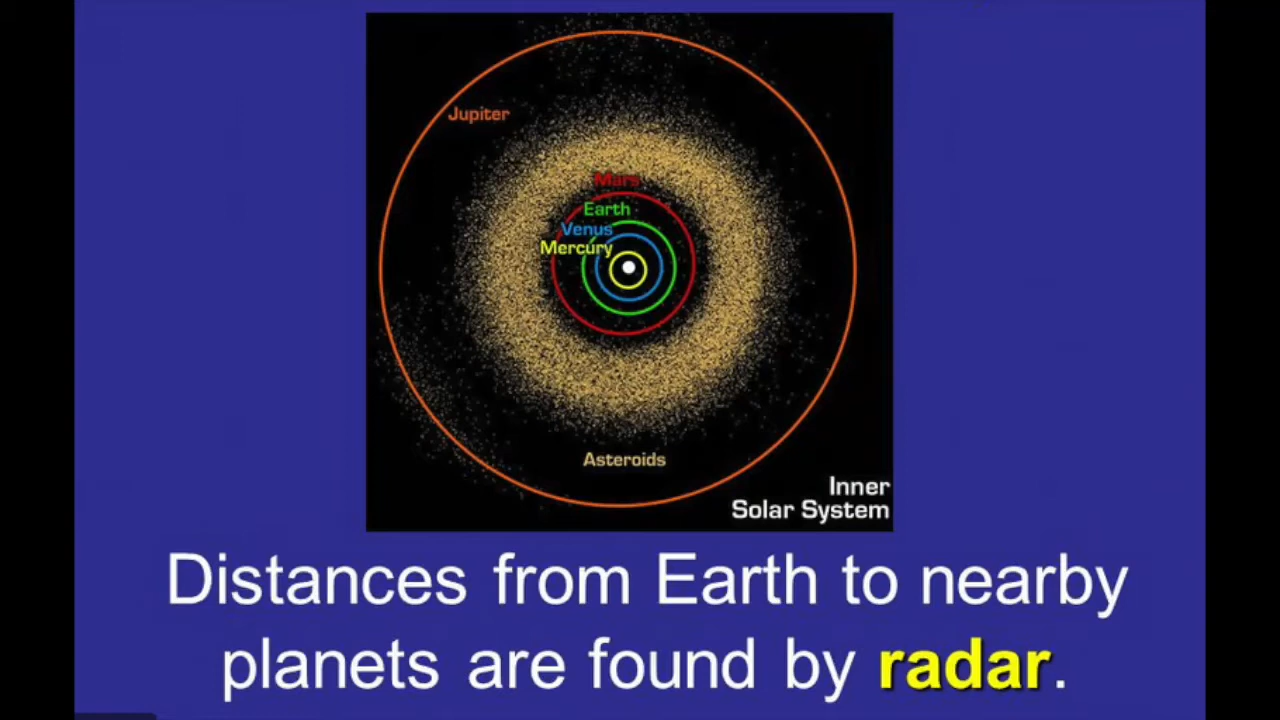 Jupiter
Mars
Earth
Venus
Mercury
Asteroids
Inner
Solar System
Distances from Earth to nearby
planets are found by radar.